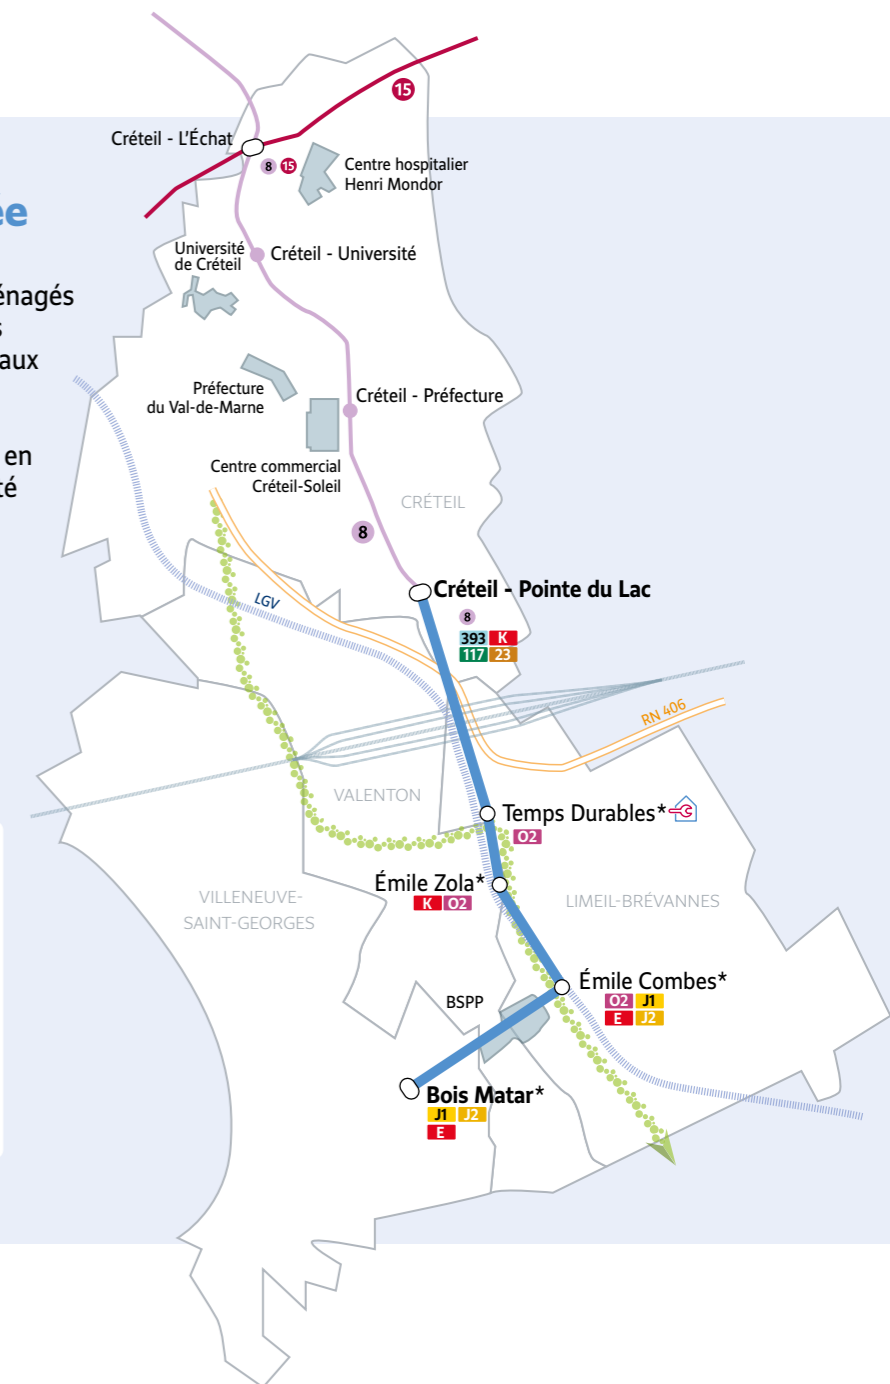 15
Créteil - L'Échat
8 15
Centre hospitalier
Henri Mondor
Université
de Créteil
Créteil - Université
énagés
aux
Préfecture
du Val-de-Marne
Créteil - Préfecture
en
Centre commercial
Créteil-Soleil
CRÉTEIL
8
LGV
Créteil - Pointe du Lac
8
393 K
117 23
RN 406
VALENTON
Temps Durables*
O2
Émile Zola*
K O2
VILLENEUVE-
SAINT-GEORGES
LIMEIL-BRÉVANNES
Émile Combes*
O2 J1
E J2
BSPP
Bois Matar*
J1 J2
E